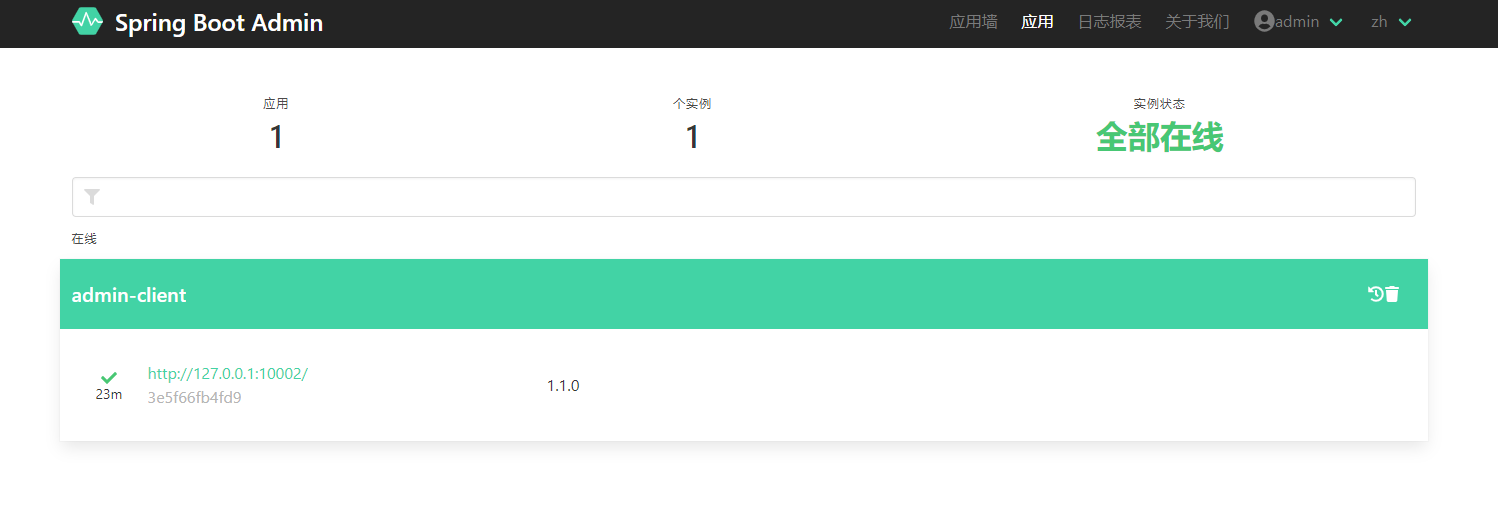 Spring Boot Admin 应用墙 应用 日志报表 关于我们 admin zh
应用 个实例 实例状态
1 1 全部在线
在线
admin-client
http://127.0.0.1:10002/
23m 3e5f66fb4fd9 1.1.0